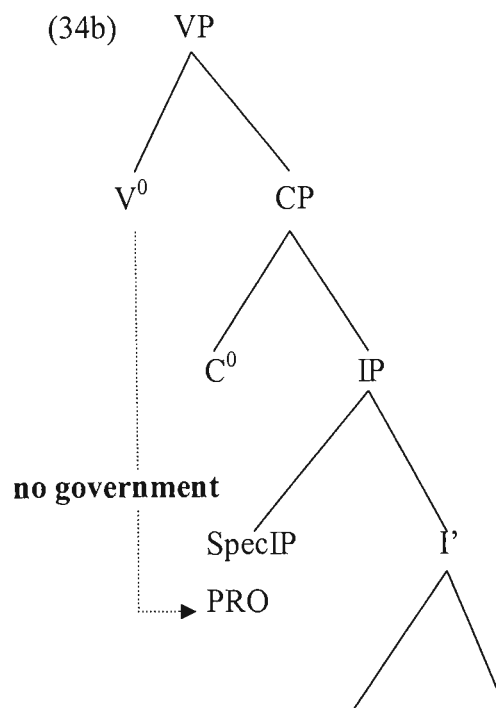 (34b) VP
V⁰ CP
C⁰ IP
no government
SpecIP I’
PRO